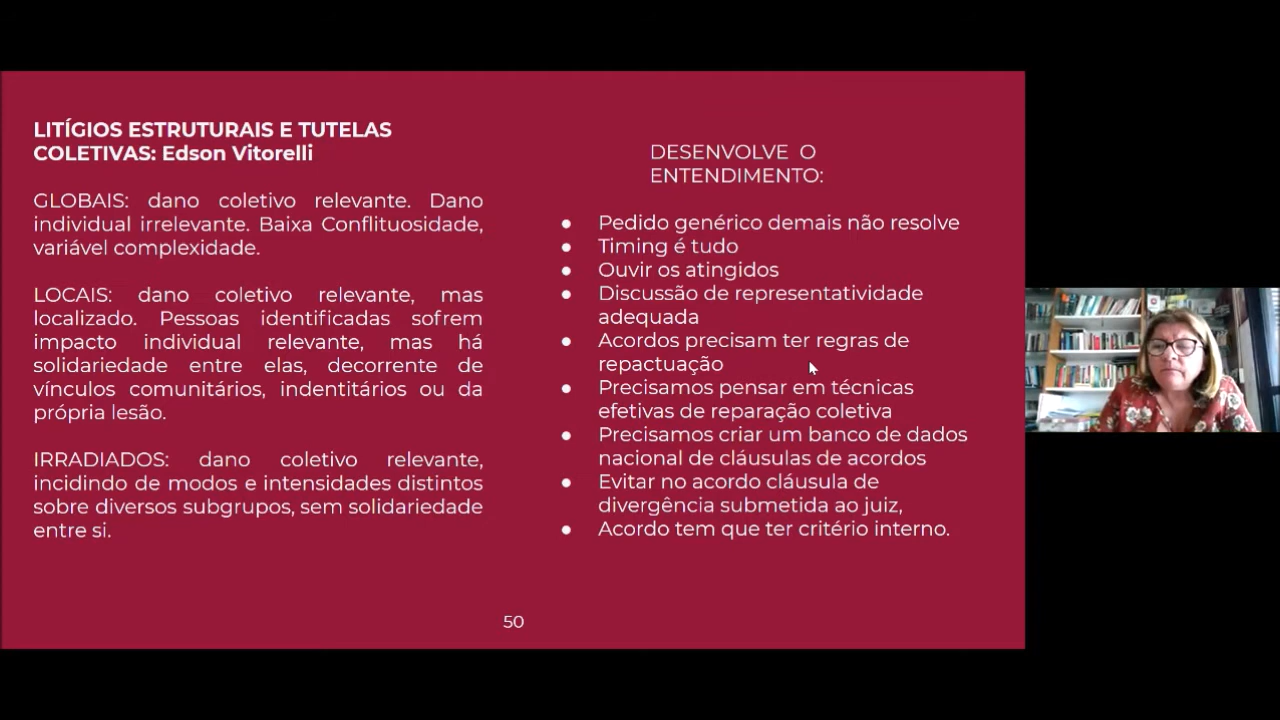 LITÍGIOS ESTRUTURAIS E TUTELAS
COLETIVAS: Edson Vitorelli
GLOBAIS: dano coletivo relevante. Dano
individual irrelevante. Baixa Conflituosidade,
variável complexidade.
LOCAIS: dano coletivo relevante, mas
localizado. Pessoas identificadas sofrem
impacto individual relevante, mas há
solidariedade entre elas, decorrente de
vínculos comunitários, indentitários ou da
própria lesão.
IRRADIADOS: dano coletivo relevante,
incidindo de modos e intensidades distintos
sobre diversos subgrupos, sem solidariedade
entre si.
DESENVOLVE O
ENTENDIMENTO:
● Pedido genérico demais não resolve
● Timing é tudo
● Ouvir os atingidos
● Discussão de representatividade
adequada
● Acordos precisam ter regras de
repactuação
● Precisamos pensar em técnicas
efetivas de reparação coletiva
● Precisamos criar um banco de dados
nacional de cláusulas de acordos
● Evitar no acordo cláusula de
divergência submetida ao juiz,
● Acordo tem que ter critério interno.
50